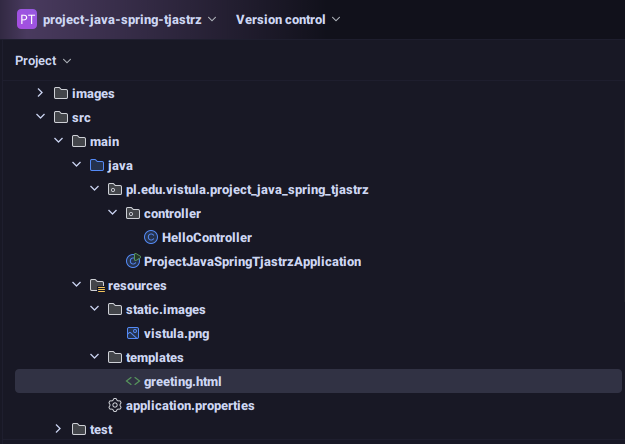 PT project-java-spring-tjastrz Version control
Project
images
src
main
java
pl.edu.vistula.project_java_spring_tjastrz
controller
HelloController
ProjectJavaSpringTjastrzApplication
resources
static.images
vistula.png
templates
greeting.html
application.properties
test